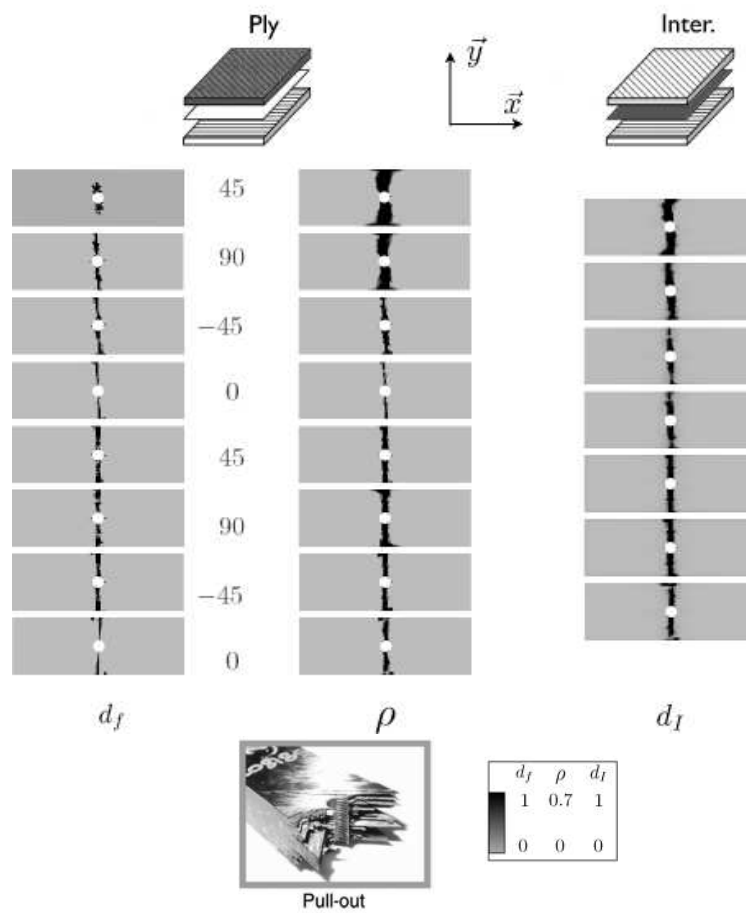 Ply
Inter.
y⃗
x⃗
45
90
−45
0
45
90
−45
0
d_f
ρ
d_I
d_f ρ d_I
1 0.7 1
0 0 0
Pull-out